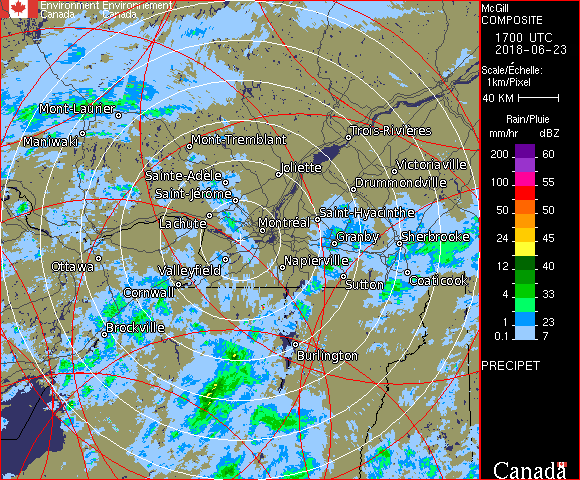 Environment Environnement
Canada Canada
McGill
COMPOSITE
1700 UTC
2018-06-23
Scale/Échelle:
1km/Pixel
40 KM
Rain/Pluie
mm/hr dBZ
200 60
100 55
50 50
24 45
12 40
4 33
1 23
0.1 7
PRECIPET
Canada
Mont-Laurier
Maniwaki
Mont-Tremblant
Trois-Rivières
Sainte-Adèle
Joliette
Victoriaville
Saint-Jérôme
Drummondville
Lachute
Montréal
Saint-Hyacinthe
Granby
Sherbrooke
Ottawa
Valleyfield
Napierville
Cornwall
Sutton
Coaticook
Brockville
Burlington